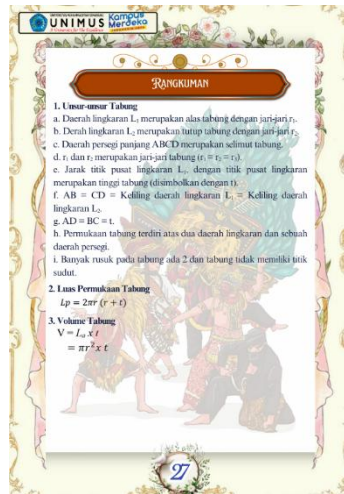 UNIMUS
Kampus
Merdeka
RANGKUMAN
1. Unsur-unsur Tabung
a. Daerah lingkaran L₁ merupakan alas tabung dengan jari-jari r₁.
b. Derah lingkaran L₂ merupakan tutup tabung dengan jari-jari r₂.
c. Daerah persegi panjang ABCD merupakan selimut tabung.
d. r₁ dan r₂ merupakan jari-jari tabung (r₁ = r₂ = r₃).
e. Jarak titik pusat lingkaran L₁, dengan titik pusat lingkaran
merupakan tinggi tabung (disimbolkan dengan t).
f. AB = CD = Keliling daerah lingkaran L₁ = Keliling daerah
lingkaran L₂.
g. AD = BC = t.
h. Permukaan tabung terdiri atas dua daerah lingkaran dan sebuah
daerah persegi.
i. Banyak rusuk pada tabung ada 2 dan tabung tidak memiliki titik
sudut.
2. Luas Permukaan Tabung
Lp = 2πr (r + t)
3. Volume Tabung
V = Lₐ x t
= πr² x t
27